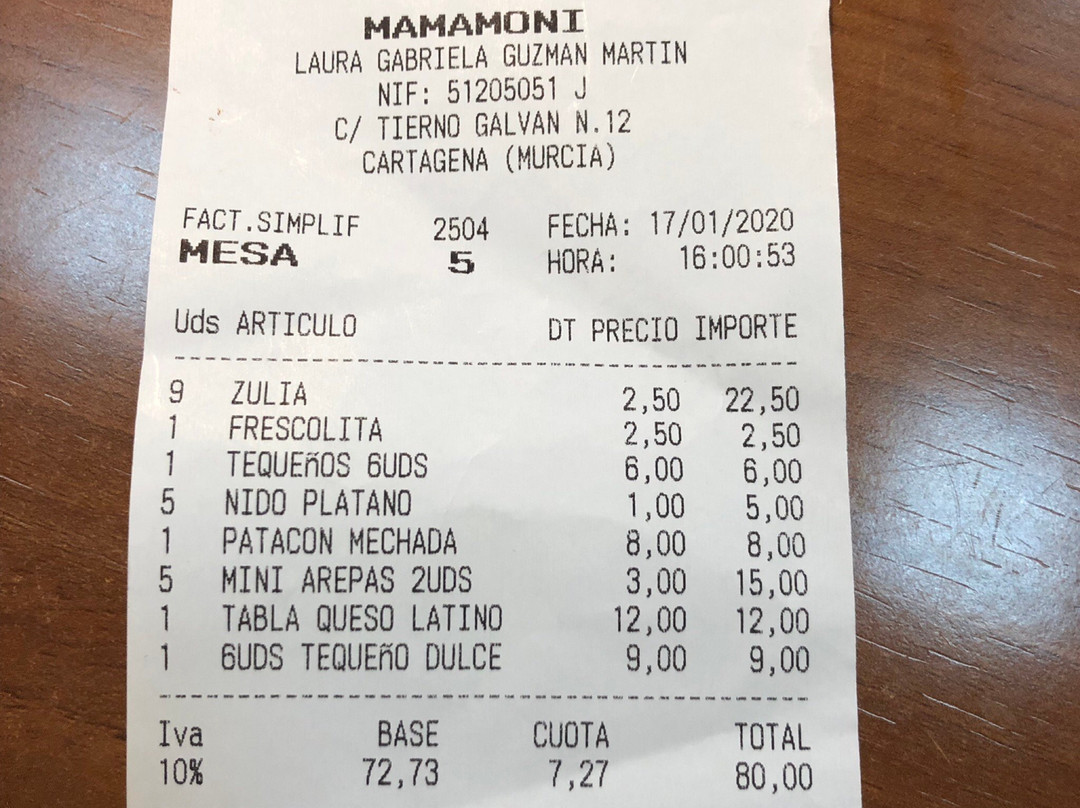 MAMAMONI
LAURA GABRIELA GUZMAN MARTIN
NIF: 51205051 J
C/ TIERNO GALVAN N.12
CARTAGENA (MURCIA)
FACT.SIMPLIF 2504 FECHA: 17/01/2020
MESA 5 HORA: 16:00:53
Uds ARTICULO DT PRECIO IMPORTE
9 ZULIA 2,50 22,50
1 FRESCOLITA 2,50 2,50
1 TEQUEñOS 6UDS 6,00 6,00
5 NIDO PLATANO 1,00 5,00
1 PATACON MECHADA 8,00 8,00
5 MINI AREPAS 2UDS 3,00 15,00
1 TABLA QUESO LATINO 12,00 12,00
1 6UDS TEQUEñO DULCE 9,00 9,00
Iva BASE CUOTA TOTAL
10% 72,73 7,27 80,00